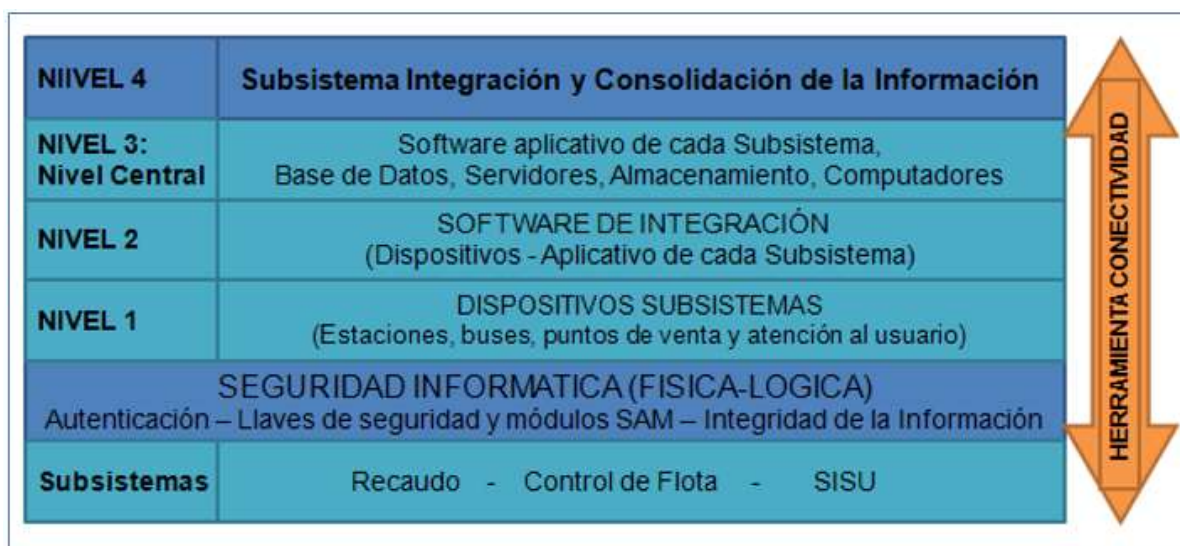 NIIVEL 4
Subsistema Integración y Consolidación de la Información
NIVEL 3:
Nivel Central
Software aplicativo de cada Subsistema,
Base de Datos, Servidores, Almacenamiento, Computadores
NIVEL 2
SOFTWARE DE INTEGRACIÓN
(Dispositivos - Aplicativo de cada Subsistema)
NIVEL 1
DISPOSITIVOS SUBSISTEMAS
(Estaciones, buses, puntos de venta y atención al usuario)
SEGURIDAD INFORMATICA (FISICA-LOGICA)
Autenticación – Llaves de seguridad y módulos SAM – Integridad de la Información
Subsistemas
Recaudo - Control de Flota - SISU
HERRAMIENTA CONECTIVIDAD